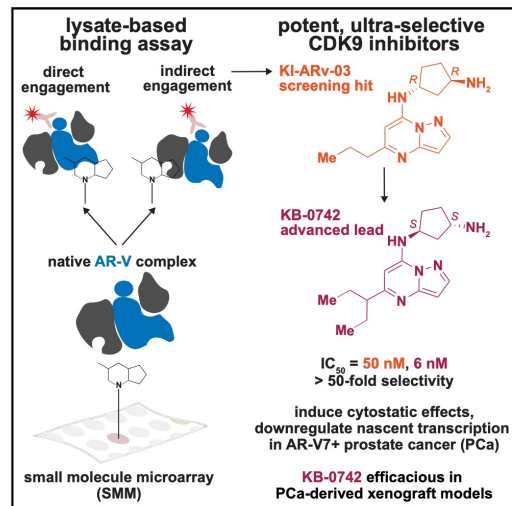 lysate-based
binding assay
direct
engagement
indirect
engagement
N
N
native AR-V complex
N
small molecule microarray
(SMM)
potent, ultra-selective
CDK9 inhibitors
KI-ARv-03
screening hit
R
R
HN
NH2
N
N
N
KB-0742
advanced lead
S
S
HN
NH2
N
N
N
Me
Me
IC50 = 50 nM, 6 nM
> 50-fold selectivity
induce cytostatic effects,
downregulate nascent transcription
in AR-V7+ prostate cancer (PCa)
KB-0742 efficacious in
PCa-derived xenograft models